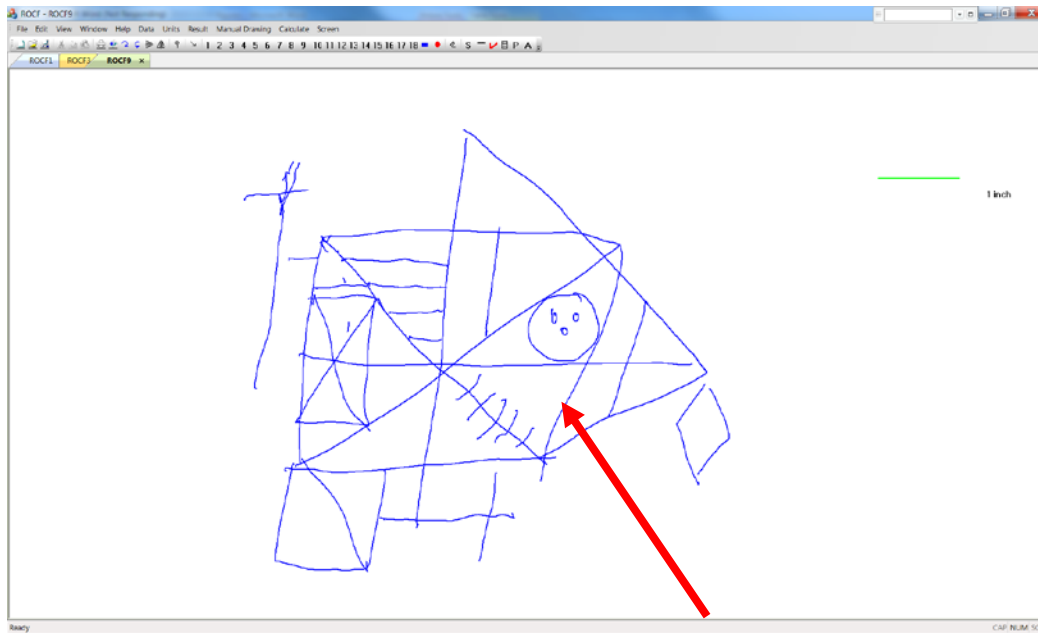 ROCF - ROCF9
File Edit View Window Help Data Units Result Manual Drawing Calculate Screen
1 2 3 4 5 6 7 8 9 10 11 12 13 14 15 16 17 18 S P A
ROCF1 ROCF3 ROCF9 ×
1 inch
Ready CAP NUM